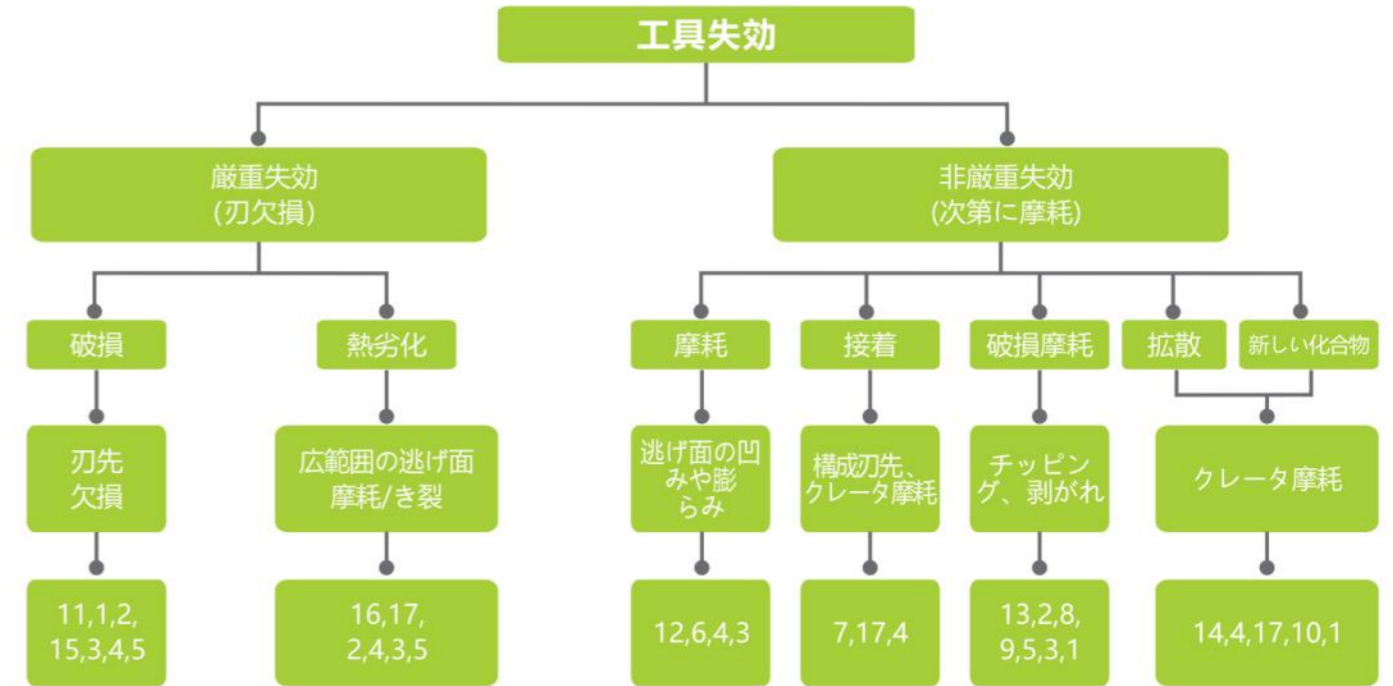 工具失効
厳重失効
(刃欠損)
非厳重失効
(次第に摩耗)
破損
熱劣化
摩耗
接着
破損摩耗
拡散
新しい化合物
刃先
欠損
広範囲の逃げ面
摩耗/き裂
逃げ面の凹
みや膨
らみ
構成刃先、
クレータ摩耗
チッピン
グ、剥がれ
クレータ摩耗
11,1,2,
15,3,4,5
16,17,
2,4,3,5
12,6,4,3
7,17,4
13,2,8,
9,5,3,1
14,4,17,10,1